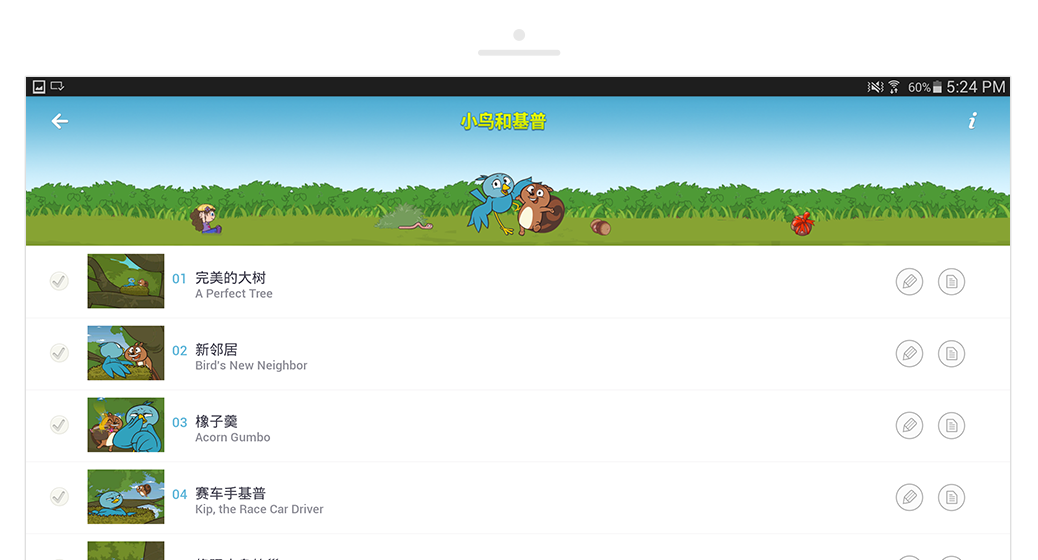 60% 5:24 PM
小鸟和基普
i
01 完美的大树
A Perfect Tree
02 新邻居
Bird's New Neighbor
03 橡子羹
Acorn Gumbo
04 赛车手基普
Kip, the Race Car Driver